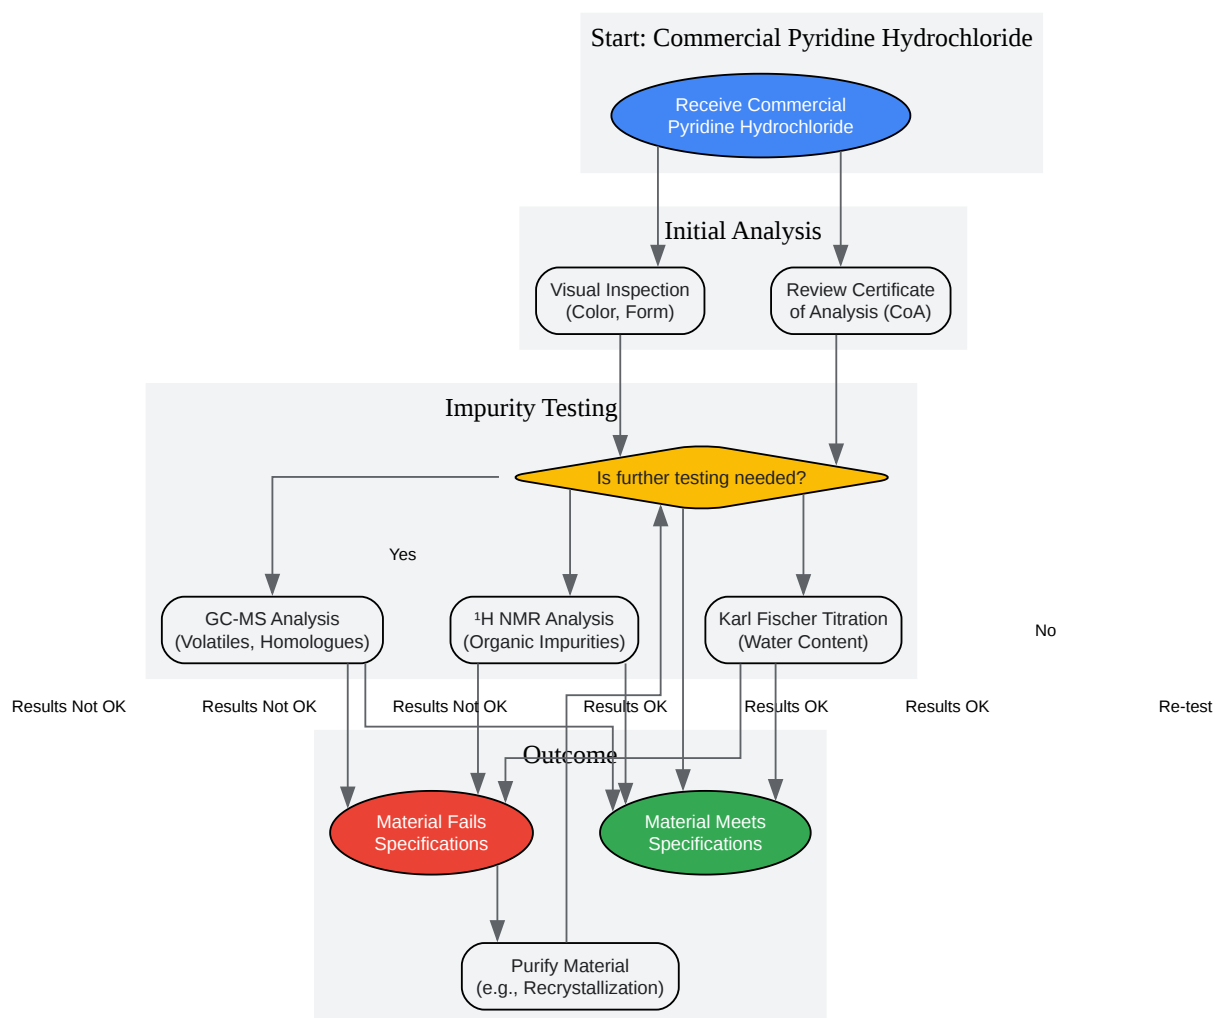 Start: Commercial Pyridine Hydrochloride
Receive Commercial
Pyridine Hydrochloride
Initial Analysis
Visual Inspection
(Color, Form)
Review Certificate
of Analysis (CoA)
Impurity Testing
Is further testing needed?
Yes
GC-MS Analysis
(Volatiles, Homologues)
¹H NMR Analysis
(Organic Impurities)
Karl Fischer Titration
(Water Content)
No
Results Not OK
Results Not OK
Results Not OK
Results OK
Results OK
Results OK
Re-test
Outcome
Material Fails
Specifications
Material Meets
Specifications
Purify Material
(e.g., Recrystallization)